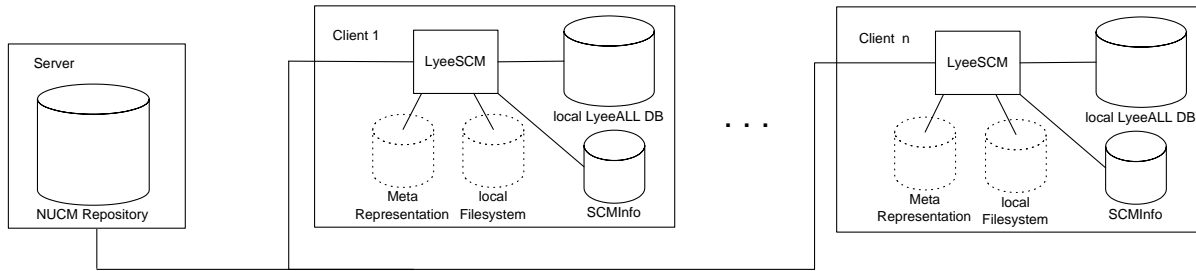 Server
NUCM Repository
Client 1
LyeeSCM
local LyeeALL DB
Meta
Representation
local
Filesystem
SCMInfo
. . .
Client n
LyeeSCM
local LyeeALL DB
Meta
Representation
local
Filesystem
SCMInfo